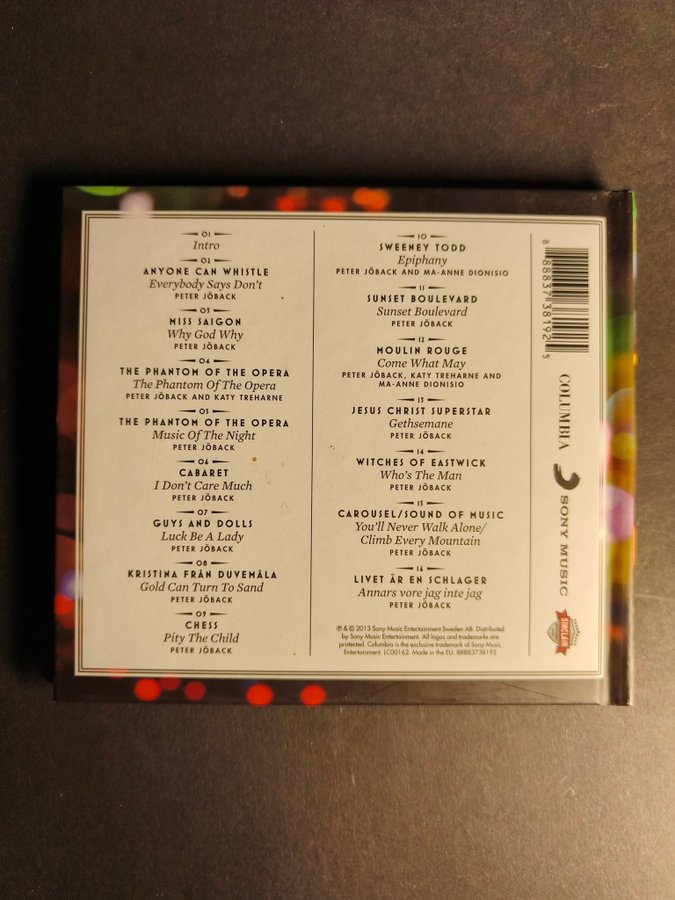 01
Intro
02
ANYONE CAN WHISTLE
Everybody Says Don't
PETER JÖBACK
03
MISS SAIGON
Why God Why
PETER JÖBACK
04
THE PHANTOM OF THE OPERA
The Phantom Of The Opera
PETER JÖBACK AND KATY TREHARNE
05
THE PHANTOM OF THE OPERA
Music Of The Night
PETER JÖBACK
06
CABARET
I Don't Care Much
PETER JÖBACK
07
GUYS AND DOLLS
Luck Be A Lady
PETER JÖBACK
08
KRISTINA FRÅN DUVEMÅLA
Gold Can Turn To Sand
PETER JÖBACK
09
CHESS
Pity The Child
PETER JÖBACK
10
SWEENEY TODD
Epiphany
PETER JÖBACK AND MA-ANNE DIONISIO
11
SUNSET BOULEVARD
Sunset Boulevard
PETER JÖBACK
12
MOULIN ROUGE
Come What May
PETER JÖBACK, KATY TREHARNE AND
MA-ANNE DIONISIO
13
JESUS CHRIST SUPERSTAR
Gethsemane
PETER JÖBACK
14
WITCHES OF EASTWICK
Who's The Man
PETER JÖBACK
15
CAROUSEL/SOUND OF MUSIC
You'll Never Walk Alone/
Climb Every Mountain
PETER JÖBACK
16
LIVET ÄR EN SCHLAGER
Annars vore jag inte jag
PETER JÖBACK
℗ & © 2013 Sony Music Entertainment Sweden AB. Distributed
by Sony Music Entertainment. All logos and trademarks are
protected. Columbia is the exclusive trademark of Sony Music
Entertainment. LC00162. Made in the EU. 88883738192
8 88837 38192 5
COLUMBIA
SONY MUSIC
SINCLAIR